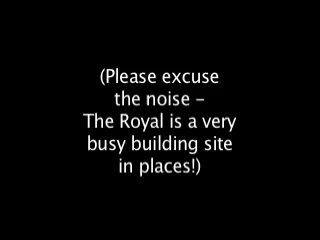 (Please excuse
the noise –
The Royal is a very
busy building site
in places!)